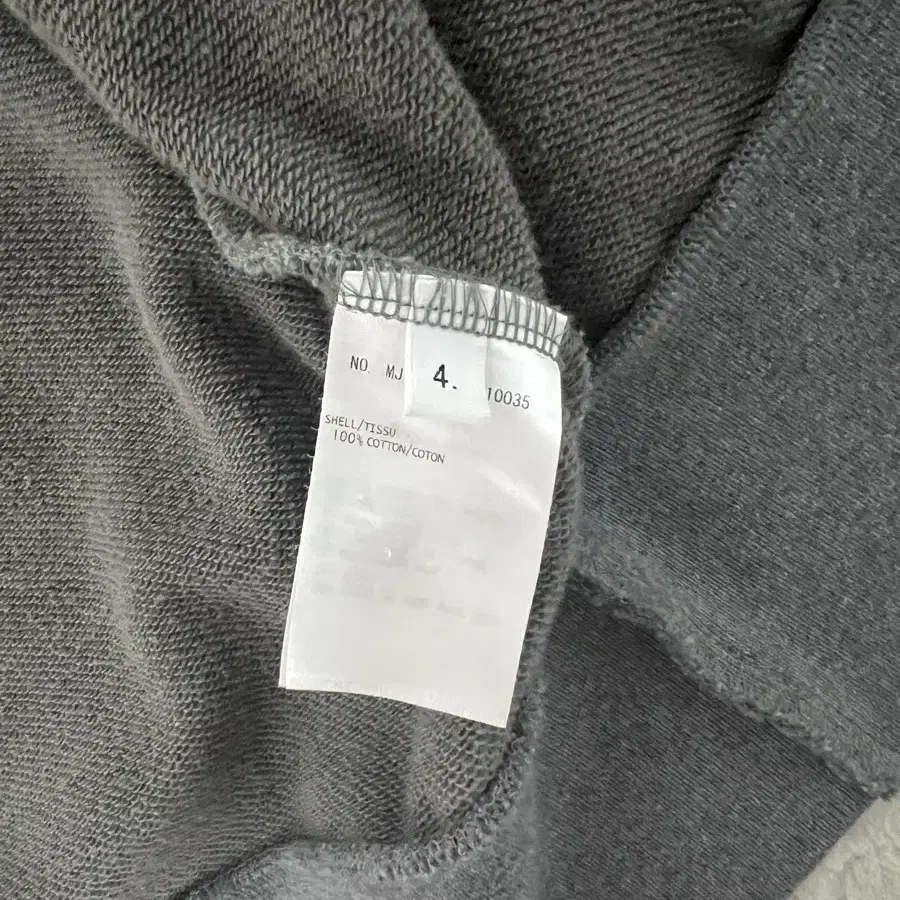 NO. MJ 10035
4.
SHELL/TISSU
100% COTTON/COTON